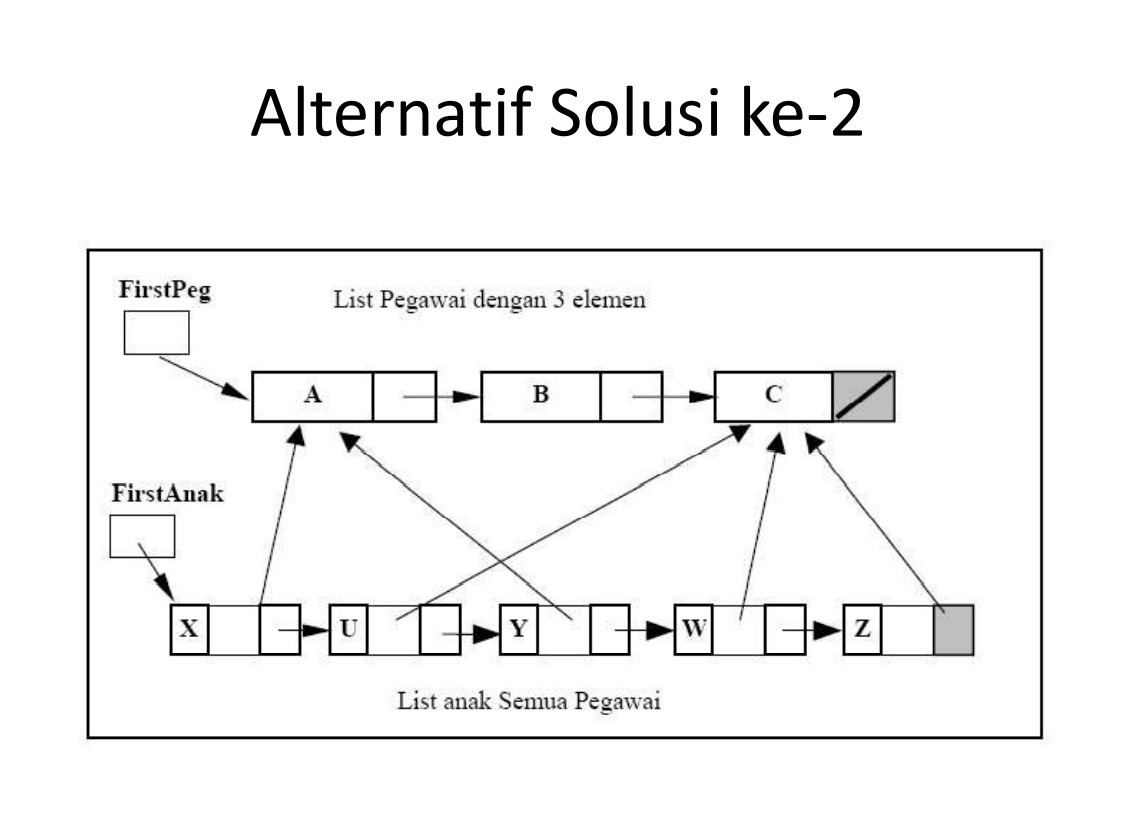 Alternatif Solusi ke-2
FirstPeg
List Pegawai dengan 3 elemen
A
B
C
FirstAnak
X
U
Y
W
Z
List anak Semua Pegawai